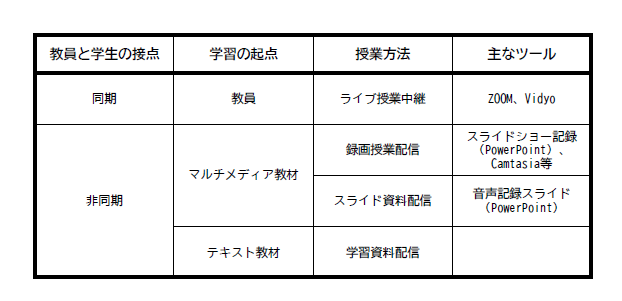 教員と学生の接点 学習の起点 授業方法 主なツール
同期 教員 ライブ授業中継 ZOOM、Vidyo
非同期
マルチメディア教材
録画授業配信
スライドショー記録
（PowerPoint）、
Camtasia等
スライド資料配信
音声記録スライド
（PowerPoint）
テキスト教材 学習資料配信